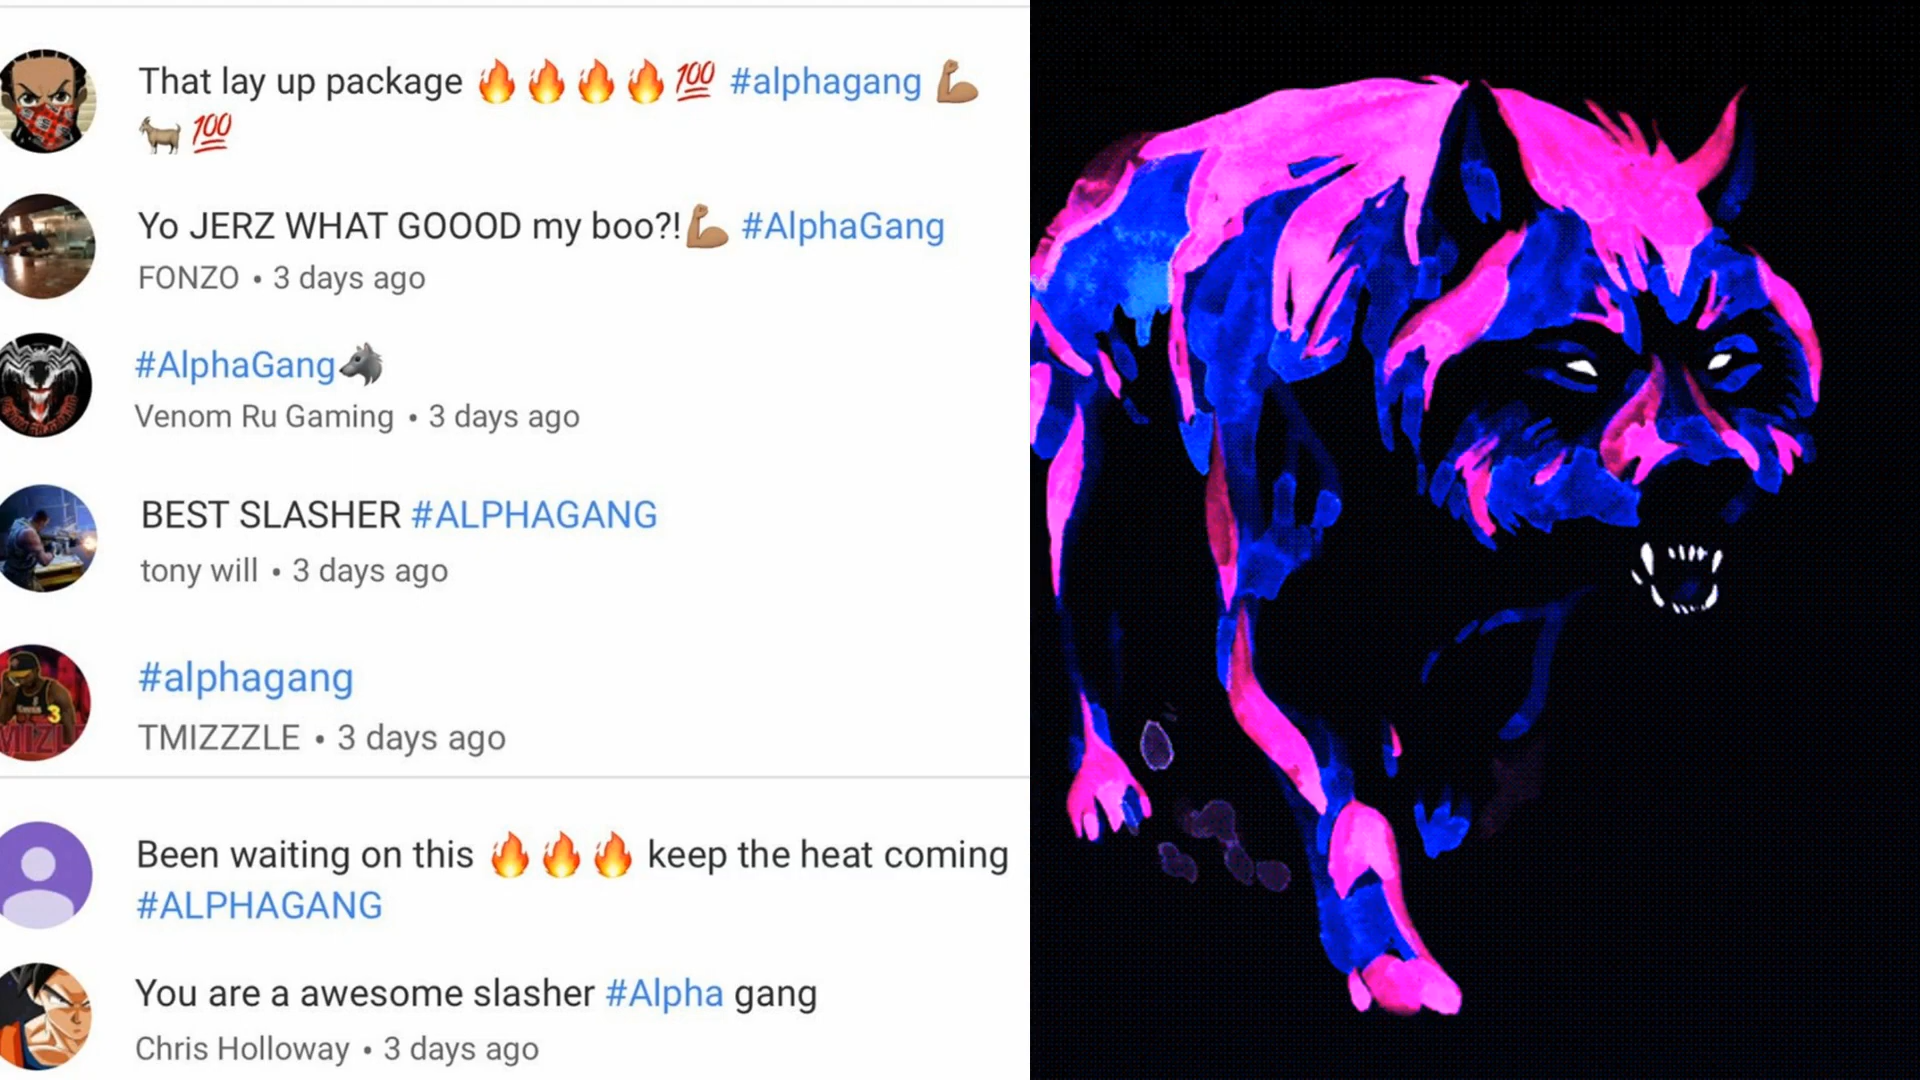 That lay up package 🔥🔥🔥🔥💯 #alphagang 💪🏽
🐐💯
Yo JERZ WHAT GOOOD my boo?!💪🏽 #AlphaGang
FONZO • 3 days ago
#AlphaGang🐺
Venom Ru Gaming • 3 days ago
BEST SLASHER #ALPHAGANG
tony will • 3 days ago
#alphagang
TMIZZZLE • 3 days ago
Been waiting on this 🔥🔥🔥 keep the heat coming
#ALPHAGANG
You are a awesome slasher #Alpha gang
Chris Holloway • 3 days ago